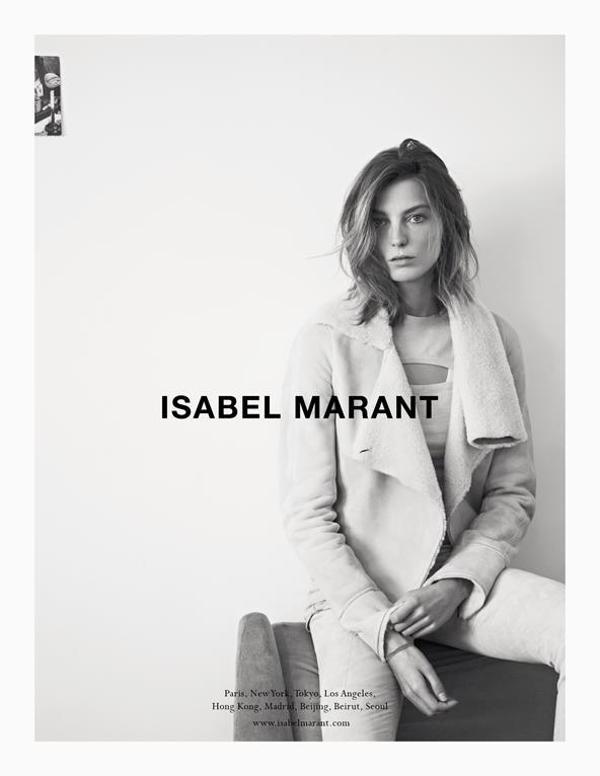 ISABEL MARANT
Paris, New York, Tokyo, Los Angeles,
Hong Kong, Madrid, Beijing, Beirut, Seoul
www.isabelmarant.com